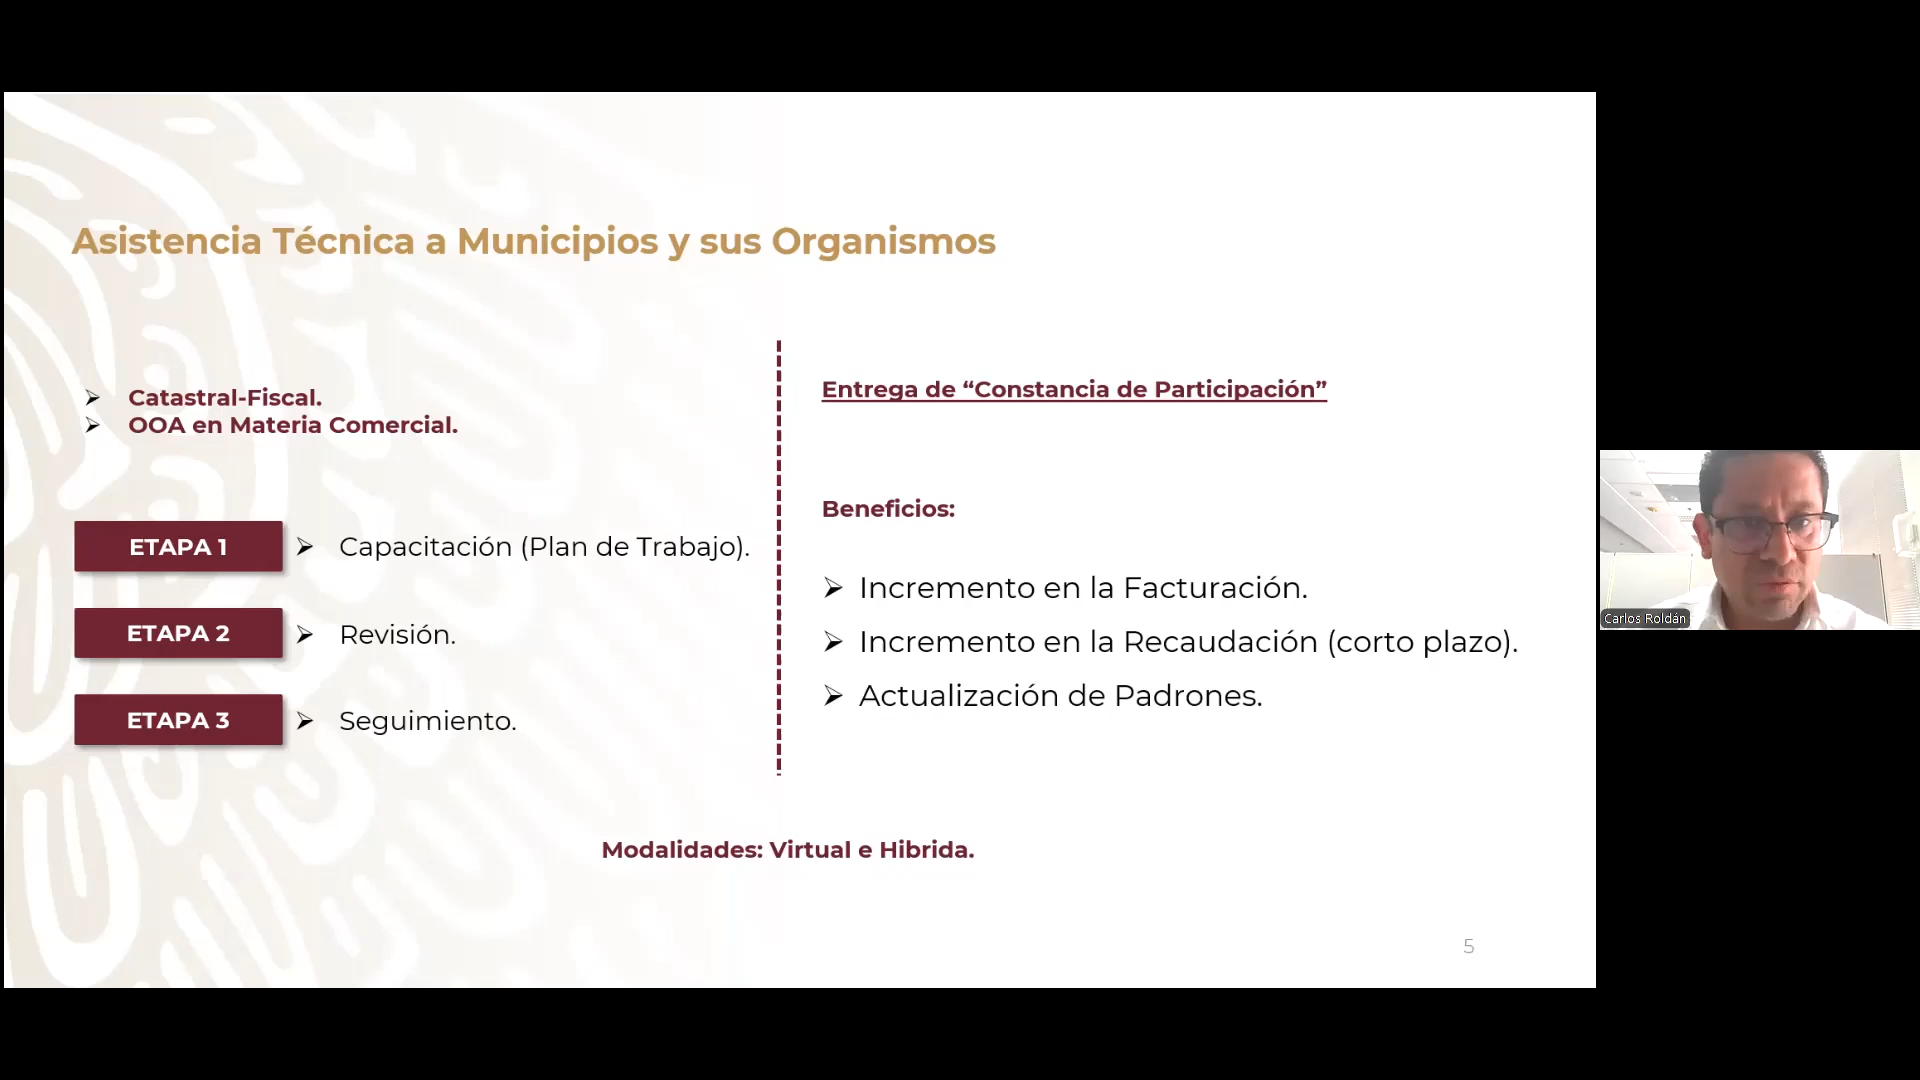 Asistencia Técnica a Municipios y sus Organismos
Catastral-Fiscal.
OOA en Materia Comercial.
ETAPA 1
Capacitación (Plan de Trabajo).
ETAPA 2
Revisión.
ETAPA 3
Seguimiento.
Entrega de “Constancia de Participación”
Beneficios:
Incremento en la Facturación.
Incremento en la Recaudación (corto plazo).
Actualización de Padrones.
Modalidades: Virtual e Hibrida.
5
Carlos Roldán